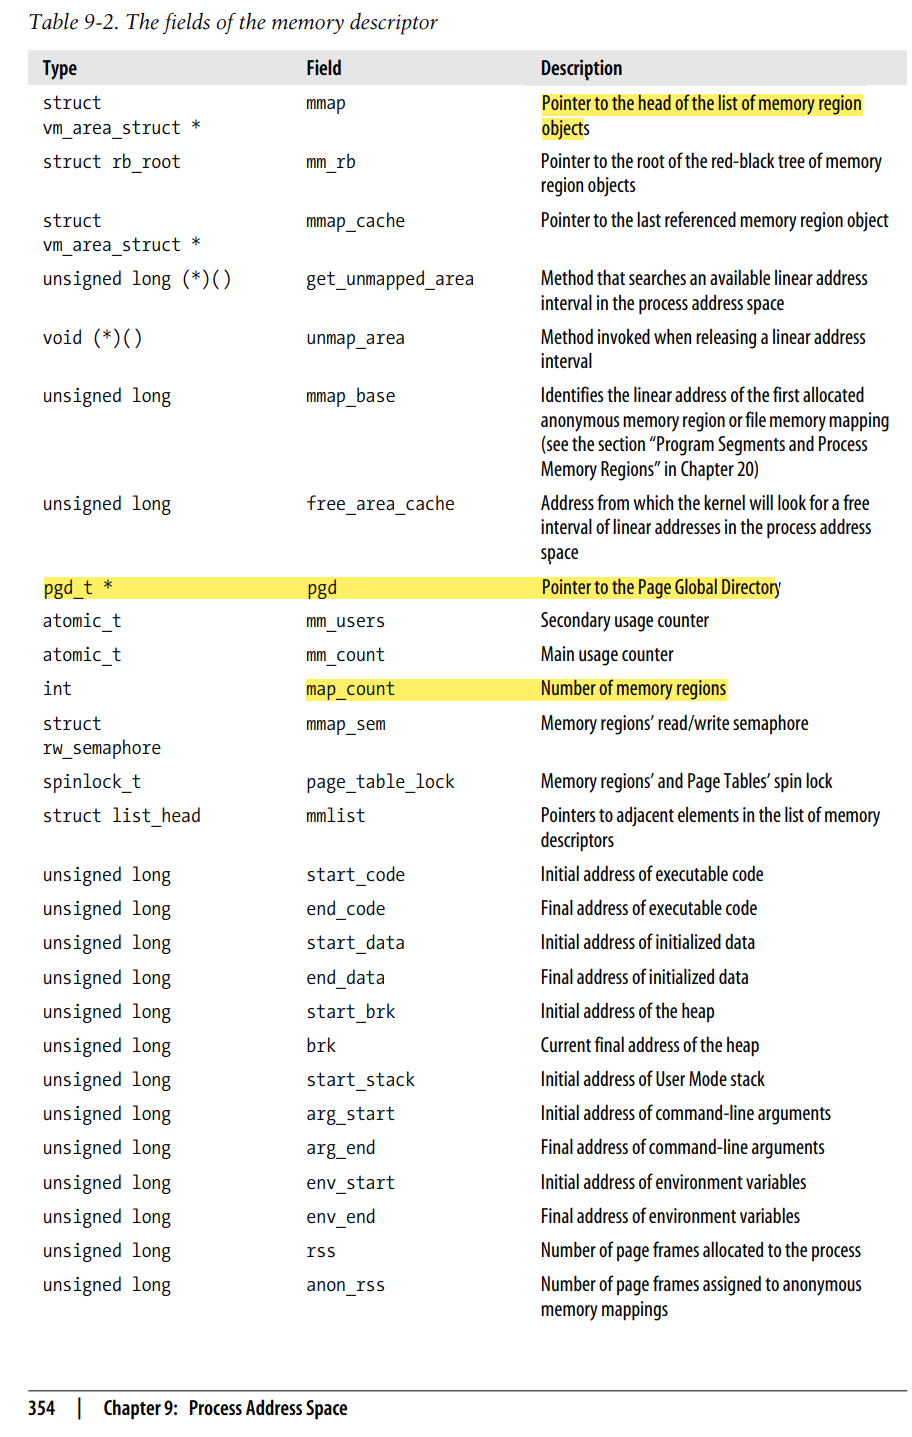 Table 9-2. The fields of the memory descriptor
Type Field Description
struct mmap Pointer to the head of the list of memory region
vm_area_struct * objects
struct rb_root mm_rb Pointer to the root of the red-black tree of memory
region objects
struct mmap_cache Pointer to the last referenced memory region object
vm_area_struct *
unsigned long (*)() get_unmapped_area Method that searches an available linear address
interval in the process address space
void (*)() unmap_area Method invoked when releasing a linear address
interval
unsigned long mmap_base Identifies the linear address of the first allocated
anonymous memory region or file memory mapping
(see the section “Program Segments and Process
Memory Regions” in Chapter 20)
unsigned long free_area_cache Address from which the kernel will look for a free
interval of linear addresses in the process address
space
pgd_t * pgd Pointer to the Page Global Directory
atomic_t mm_users Secondary usage counter
atomic_t mm_count Main usage counter
int map_count Number of memory regions
struct mmap_sem Memory regions’ read/write semaphore
rw_semaphore
spinlock_t page_table_lock Memory regions’ and Page Tables’ spin lock
struct list_head mmlist Pointers to adjacent elements in the list of memory
descriptors
unsigned long start_code Initial address of executable code
unsigned long end_code Final address of executable code
unsigned long start_data Initial address of initialized data
unsigned long end_data Final address of initialized data
unsigned long start_brk Initial address of the heap
unsigned long brk Current final address of the heap
unsigned long start_stack Initial address of User Mode stack
unsigned long arg_start Initial address of command-line arguments
unsigned long arg_end Final address of command-line arguments
unsigned long env_start Initial address of environment variables
unsigned long env_end Final address of environment variables
unsigned long rss Number of page frames allocated to the process
unsigned long anon_rss Number of page frames assigned to anonymous
memory mappings
354 | Chapter 9: Process Address Space